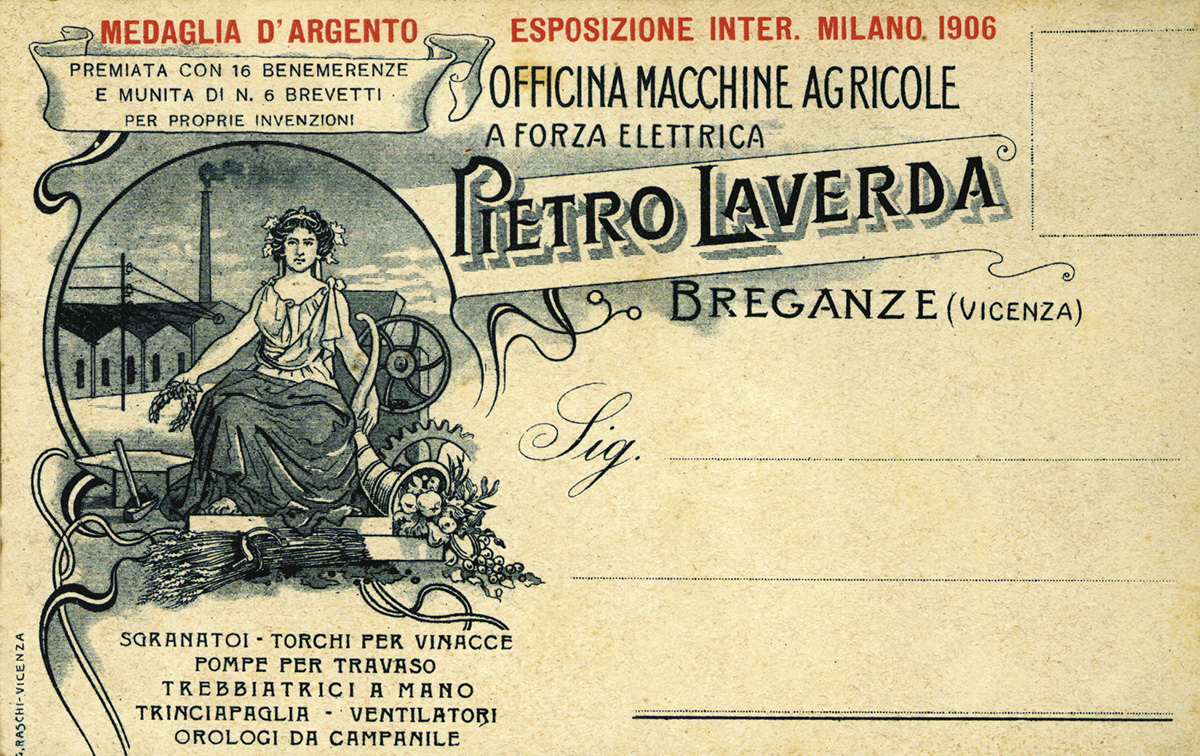 MEDAGLIA D'ARGENTO ESPOSIZIONE INTER. MILANO 1906
PREMIATA CON 16 BENEMERENZE
E MUNITA DI N. 6 BREVETTI
PER PROPRIE INVENZIONI
OFFICINA MACCHINE AGRICOLE
A FORZA ELETTRICA
PIETRO LAVERDA
BREGANZE (VICENZA)
Sig.
SGRANATOI - TORCHI PER VINACCE
POMPE PER TRAVASO
TREBBIATRICI A MANO
TRINCIAPAGLIA - VENTILATORI
OROLOGI DA CAMPANILE
G. RASCHI - VICENZA